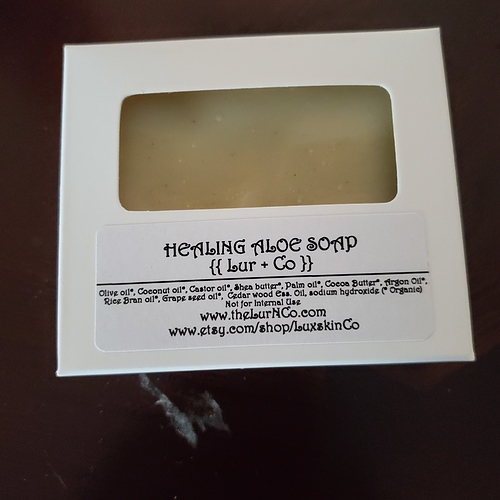 HEALING ALOE SOAP
{{ Lur + Co }}
Olive oil*, Coconut oil*, Castor oil*, Shea butter*, Palm oil*, Cocoa Butter*, Argon Oil*,
Rice Bran oil*, Grape seed oil*, Cedar wood Ess. Oil, sodium hydroxide (* Organic)
Not for Internal Use
www.theLurNCo.com
www.etsy.com/shop/LuxskinCo